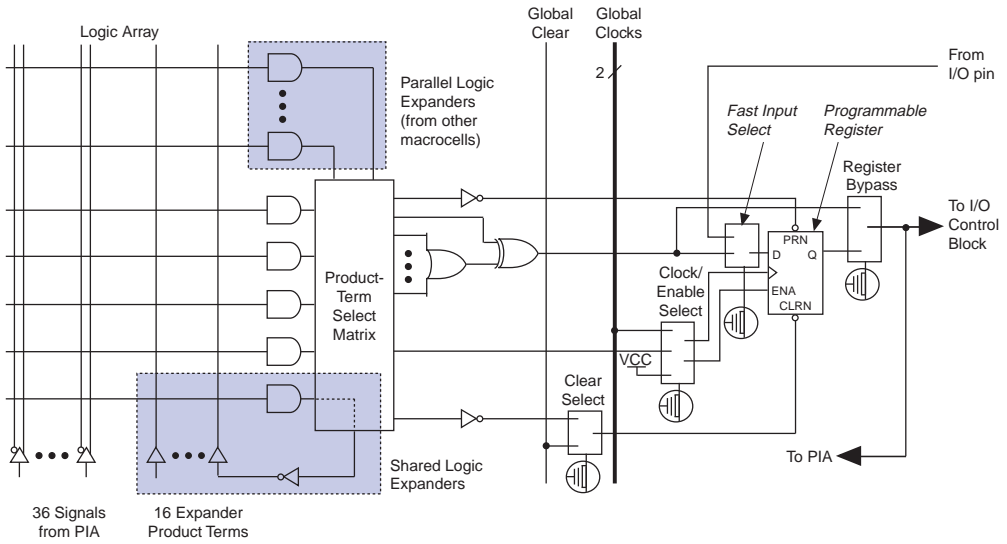 Logic Array
Global
Clear
Global
Clocks
2
Parallel Logic
Expanders
(from other
macrocells)
From
I/O pin
Fast Input
Select
Programmable
Register
Register
Bypass
To I/O
Control
Block
PRN
D
Q
ENA
CLRN
Clock/
Enable
Select
Product-
Term
Select
Matrix
VCC
Clear
Select
Shared Logic
Expanders
To PIA
36 Signals
from PIA
16 Expander
Product Terms